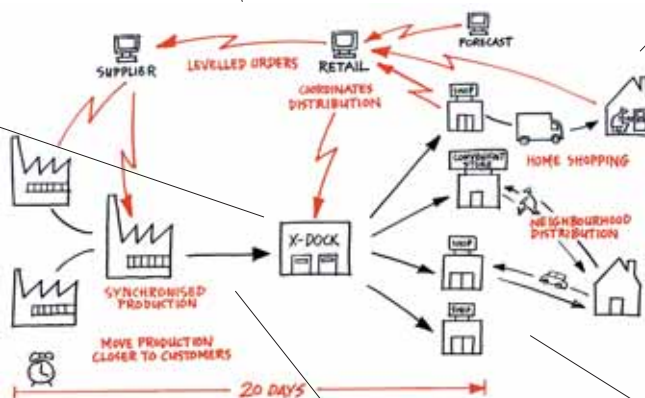 FORECAST
SUPPLIER
LEVELLED ORDERS
RETAIL
COORDINATES
DISTRIBUTION
SHOP
HOME SHOPPING
CONVENIENT
STORE
X-DOCK
NEIGHBOURHOOD
DISTRIBUTION
SHOP
SYNCHRONISED
PRODUCTION
SHOP
MOVE PRODUCTION
CLOSER TO CUSTOMERS
20 DAYS